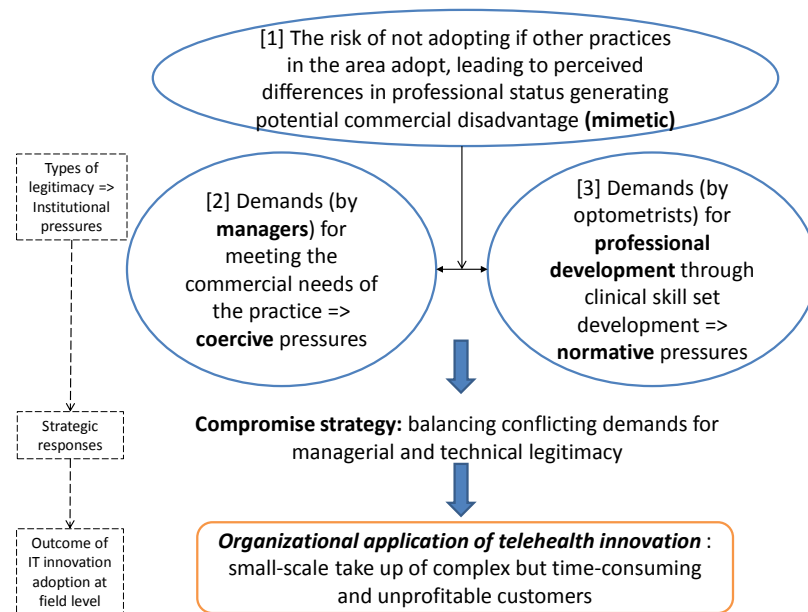 [1] The risk of not adopting if other practices
in the area adopt, leading to perceived
differences in professional status generating
potential commercial disadvantage (mimetic)
Types of
legitimacy =>
Institutional
pressures
[2] Demands (by
managers) for
meeting the
commercial needs
of the practice =>
coercive pressures
[3] Demands (by
optometrists) for
professional
development through
clinical skill set
development =>
normative pressures
Strategic
responses
Compromise strategy: balancing conflicting demands for
managerial and technical legitimacy
Outcome of
IT innovation
adoption at
field level
Organizational application of telehealth innovation :
small-scale take up of complex but time-consuming
and unprofitable customers